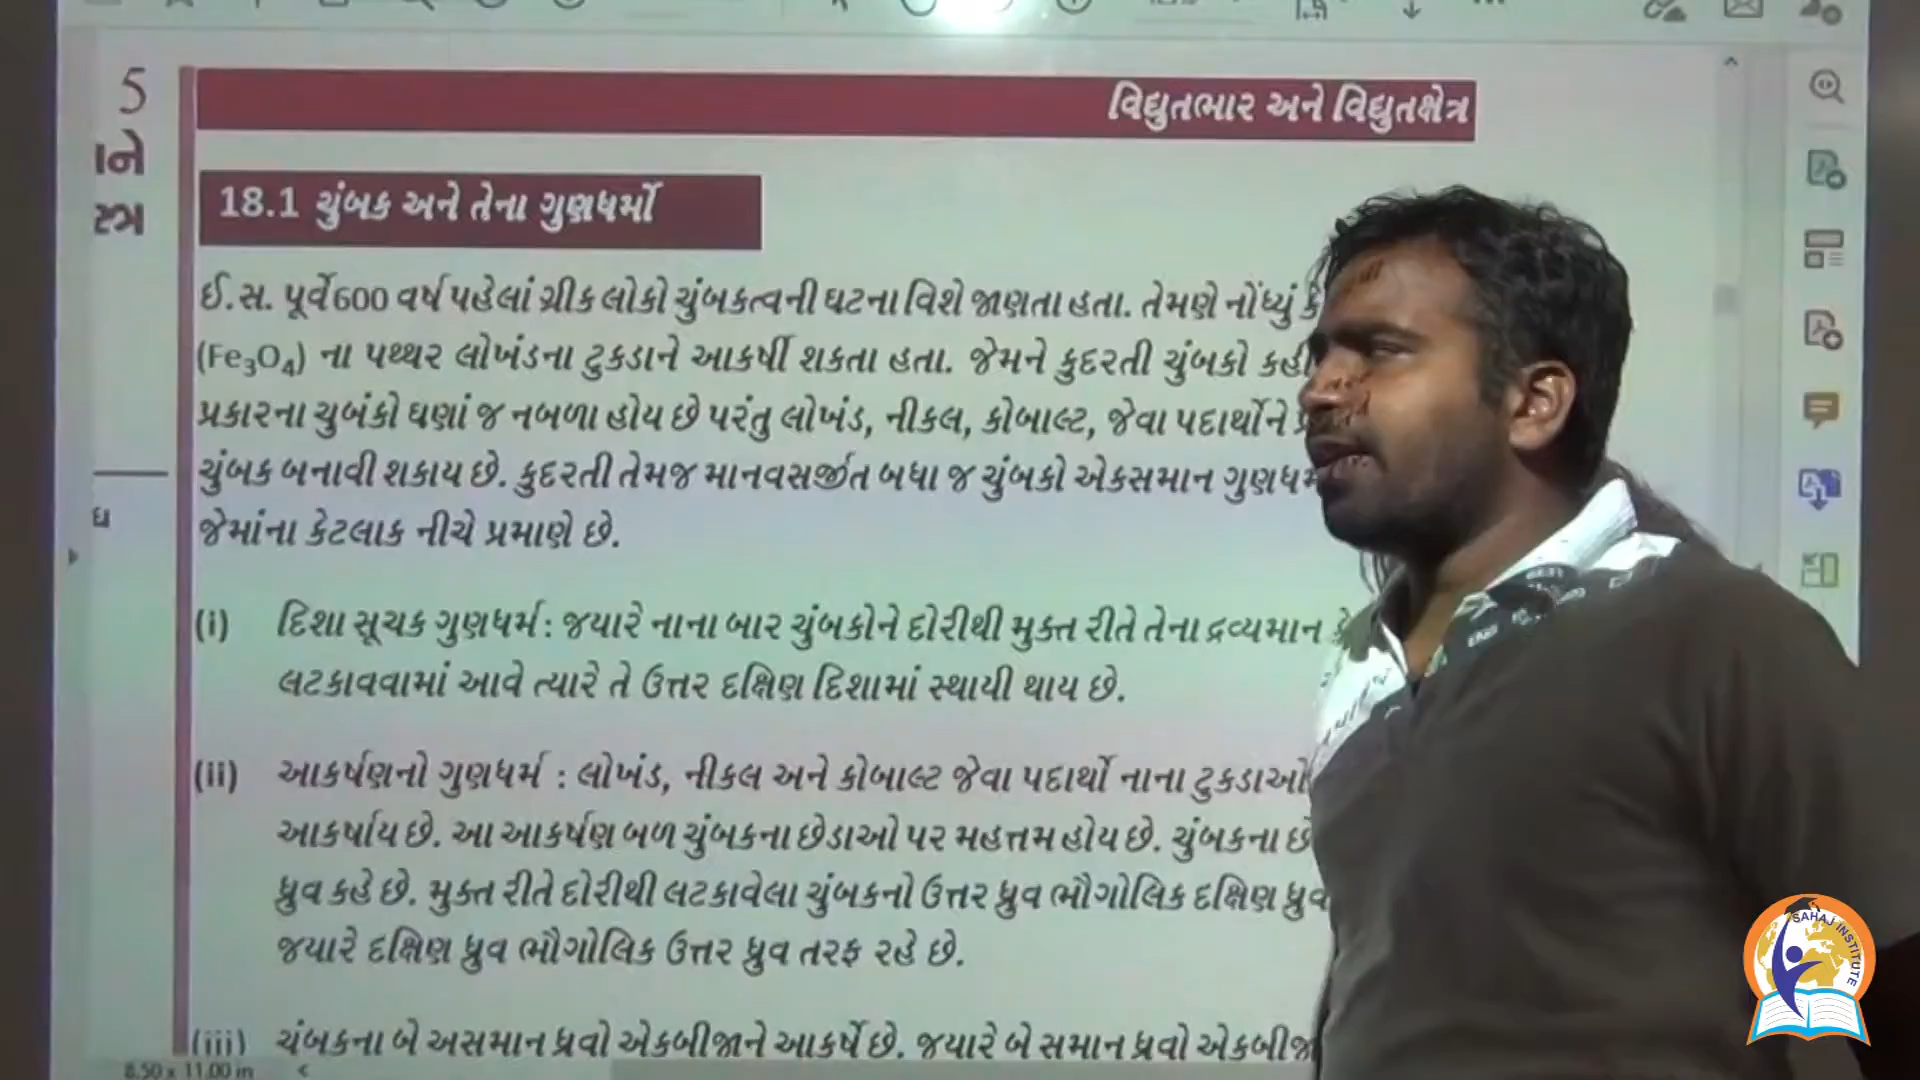 5
વિદ્યુતભાર અને વિદ્યુતક્ષેત્ર
ાને
ત્ર
18.1 ચુંબક અને તેના ગુણધર્મો
ઈ.સ. પૂર્વે 600 વર્ષ પહેલાં ગ્રીક લોકો ચુંબકત્વની ઘટના વિશે જાણતા હતા. તેમણે નોંધ્યું કે
(Fe₃O₄) ના પથ્થર લોખંડના ટુકડાને આકર્ષી શકતા હતા. જેમને કુદરતી ચુંબકો કહી
પ્રકારના ચુબંકો ઘણાં જ નબળા હોય છે પરંતુ લોખંડ, નીકલ, કોબાલ્ટ, જેવા પદાર્થોને
ચુંબક બનાવી શકાય છે. કુદરતી તેમજ માનવસર્જીત બધા જ ચુંબકો એકસમાન ગુણધર્મ
ઘ
જેમાંના કેટલાક નીચે પ્રમાણે છે.
(i) દિશા સૂચક ગુણધર્મ : જયારે નાના બાર ચુંબકોને દોરીથી મુક્ત રીતે તેના દ્રવ્યમાન કે
લટકાવવામાં આવે ત્યારે તે ઉત્તર દક્ષિણ દિશામાં સ્થાયી થાય છે.
(ii) આકર્ષણનો ગુણધર્મ : લોખંડ, નીકલ અને કોબાલ્ટ જેવા પદાર્થો નાના ટુકડાઓ
આકર્ષાય છે. આ આકર્ષણ બળ ચુંબકના છેડાઓ પર મહત્તમ હોય છે. ચુંબકના છે
ધ્રુવ કહે છે. મુક્ત રીતે દોરીથી લટકાવેલા ચુંબકનો ઉત્તર ધ્રુવ ભૌગોલિક દક્ષિણ ધ્રુવ
જયારે દક્ષિણ ધ્રુવ ભૌગોલિક ઉત્તર ધ્રુવ તરફ રહે છે.
(iii) ચુંબકના બે અસમાન ધ્રુવો એકબીજાને આકર્ષે છે. જયારે બે સમાન ધ્રુવો એકબીજા
8.50 x 11.00 in
SAHAJ INSTITUTE